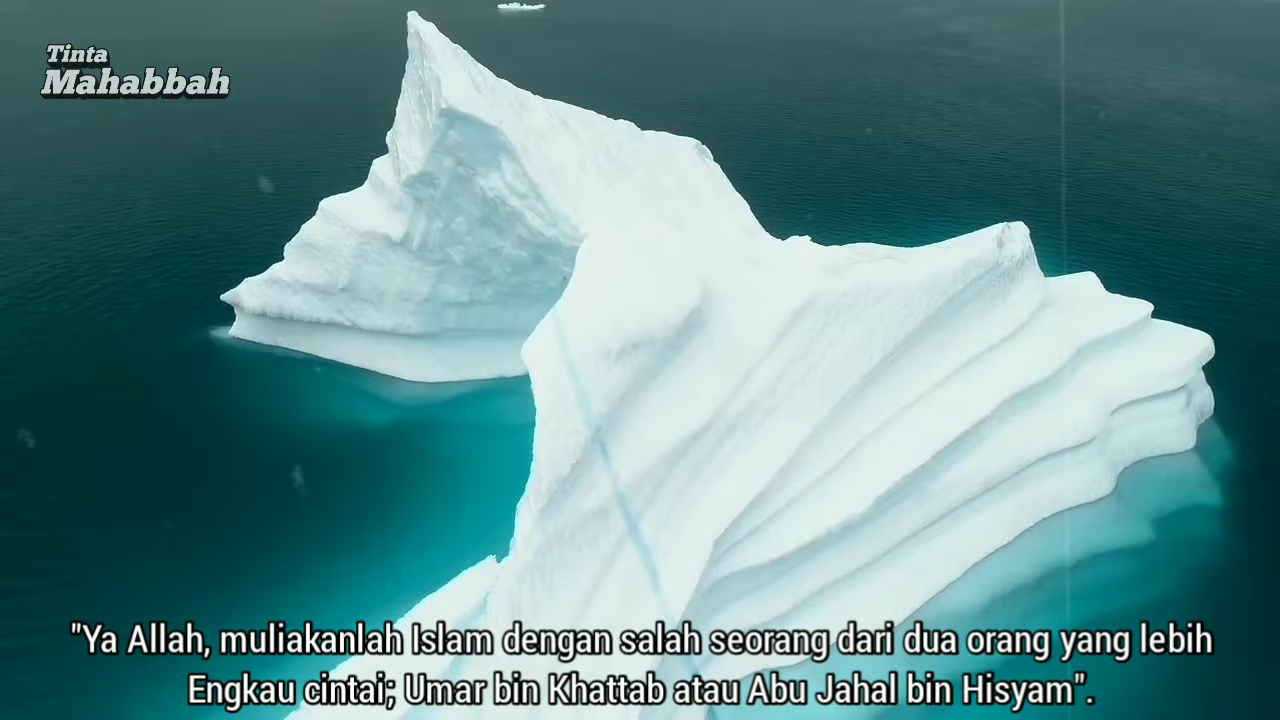 Tinta
Mahabbah
"Ya Allah, muliakanlah Islam dengan salah seorang dari dua orang yang lebih
Engkau cintai; Umar bin Khattab atau Abu Jahal bin Hisyam".